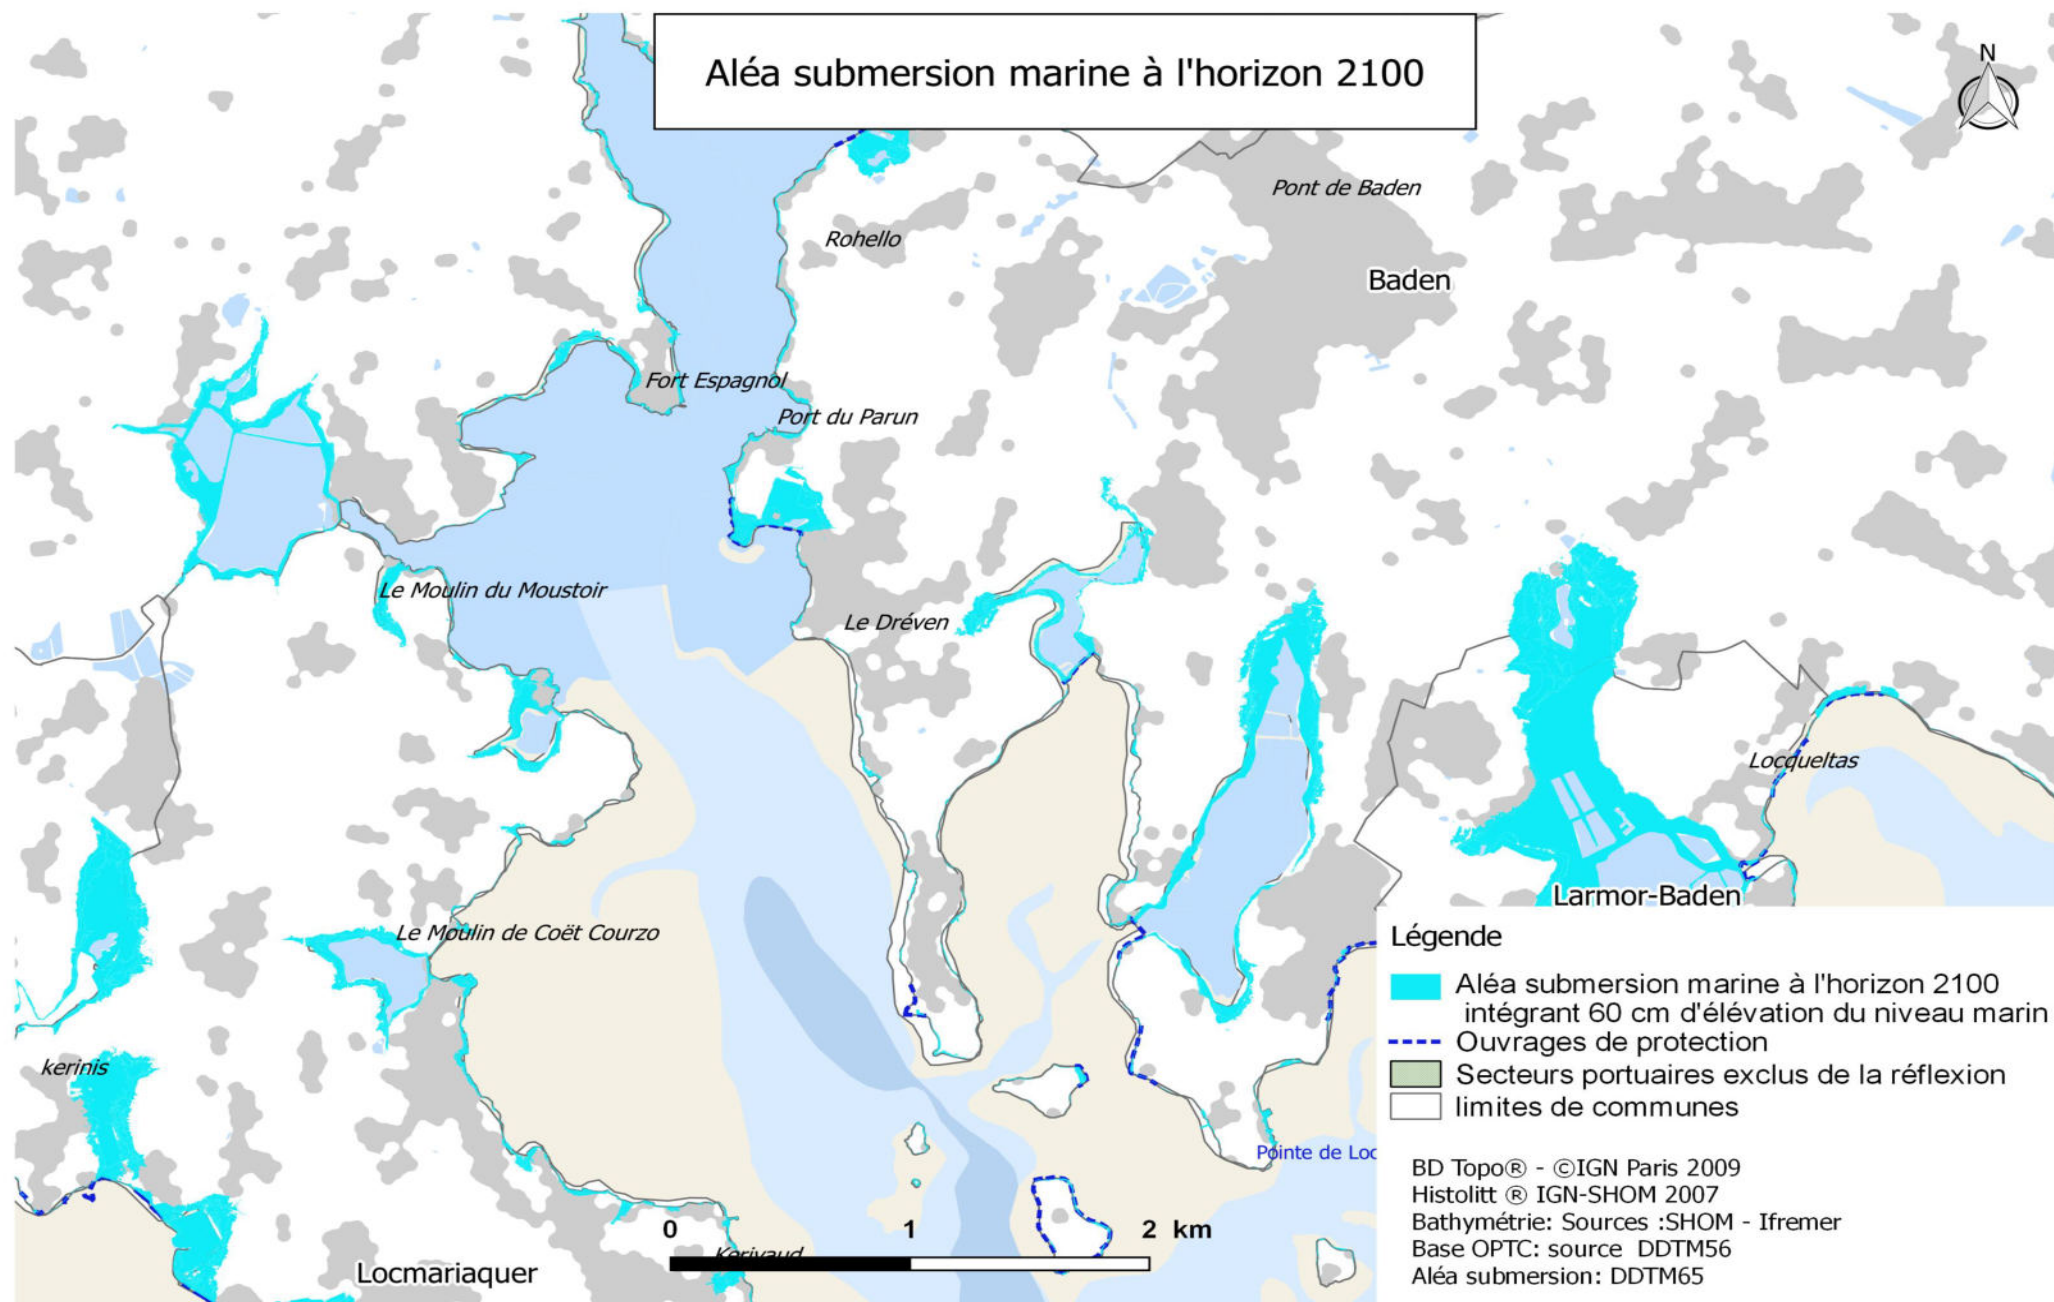 Aléa submersion marine à l'horizon 2100
N
Pont de Baden
Rohello
Baden
Fort Espagnol
Port du Parun
Le Moulin du Moustoir
Le Dréven
Locqueltas
Larmor-Baden
Le Moulin de Coët Courzo
kerinis
Pointe de Loc
Kerivaud
Locmariaquer
0 1 2 km
Légende
Aléa submersion marine à l'horizon 2100
intégrant 60 cm d'élévation du niveau marin
Ouvrages de protection
Secteurs portuaires exclus de la réflexion
limites de communes
BD Topo® - ©IGN Paris 2009
Histolitt ® IGN-SHOM 2007
Bathymétrie: Sources :SHOM - Ifremer
Base OPTC: source DDTM56
Aléa submersion: DDTM65